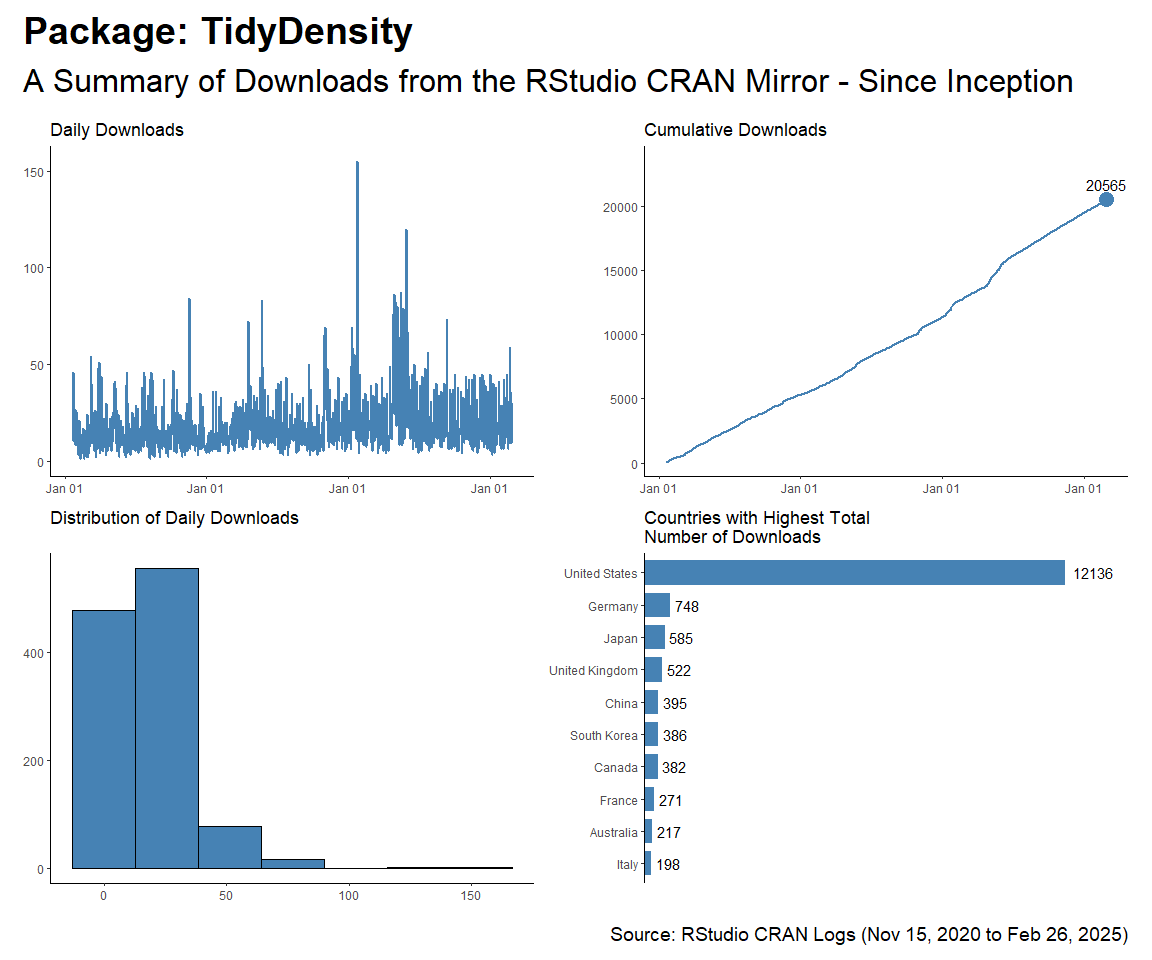 Package: TidyDensity
A Summary of Downloads from the RStudio CRAN Mirror - Since Inception
Daily Downloads
150
100
50
0
Jan 01 Jan 01 Jan 01 Jan 01
Cumulative Downloads
20565
20000
15000
10000
5000
0
Jan 01 Jan 01 Jan 01 Jan 01
Distribution of Daily Downloads
400
200
0
0 50 100 150
Countries with Highest Total
Number of Downloads
United States 12136
Germany 748
Japan 585
United Kingdom 522
China 395
South Korea 386
Canada 382
France 271
Australia 217
Italy 198
Source: RStudio CRAN Logs (Nov 15, 2020 to Feb 26, 2025)